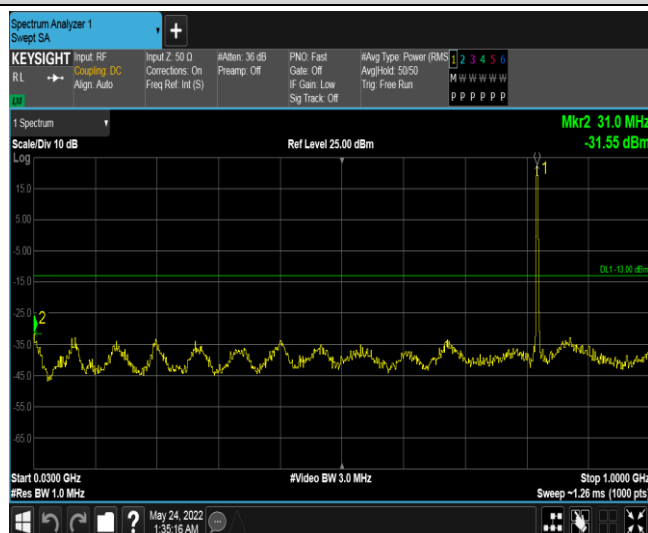 Spectrum Analyzer 1
Swept SA
+
KEYSIGHT Input: RF Input Z: 50 Ω #Atten: 36 dB PNO: Fast #Avg Type: Power (RMS 1 2 3 4 5 6
RL Coupling: DC Corrections: On Preamp: Off Gate: Off Avg|Hold: 50/50 M W W W W W
Align: Auto Freq Ref: Int (S) IF Gain: Low Trig: Free Run
Sig Track: Off P P P P P P
1 Spectrum Mkr2 31.0 MHz
Scale/Div 10 dB Ref Level 25.00 dBm -31.55 dBm
Log
1
15.0
5.00
-5.00
DL1 -13.00 dBm
-15.0
-25.0
2
-35.0
-45.0
-55.0
-65.0
Start 0.0300 GHz #Video BW 3.0 MHz Stop 1.0000 GHz
#Res BW 1.0 MHz Sweep ~1.26 ms (1000 pts)
? May 24, 2022
1:35:16 AM